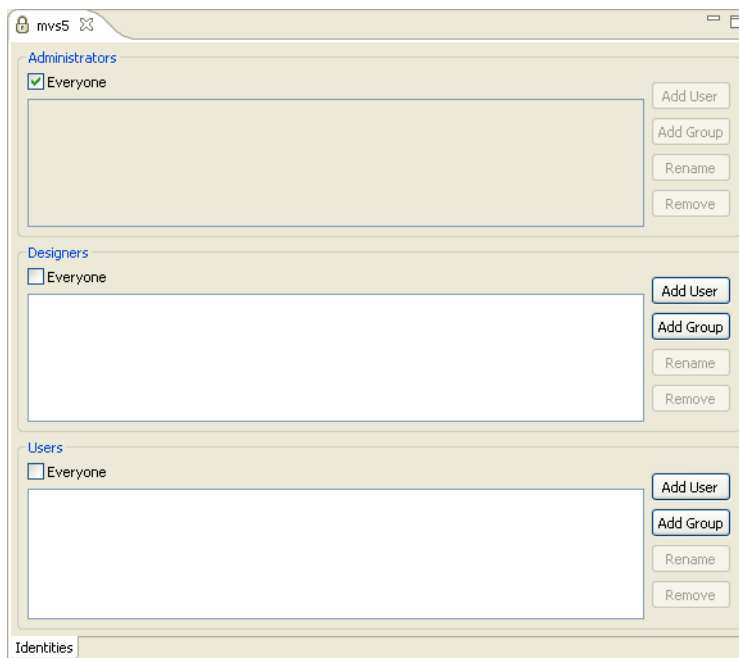 mvs5
Administrators
Everyone
Add User
Add Group
Rename
Remove
Designers
Everyone
Add User
Add Group
Rename
Remove
Users
Everyone
Add User
Add Group
Rename
Remove
Identities